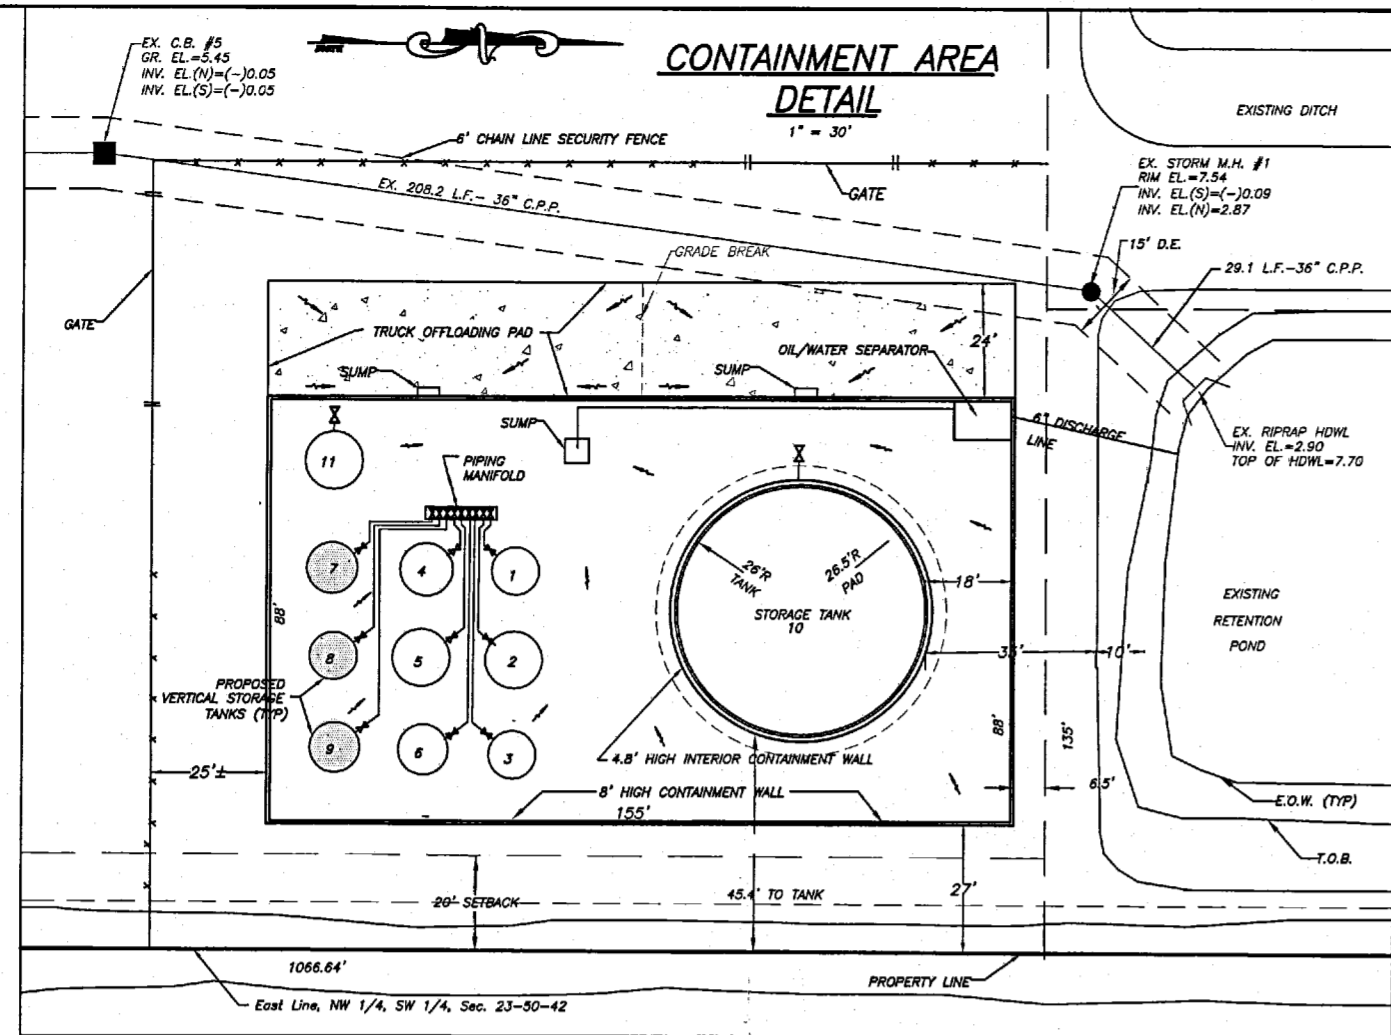 EX. C.B. #5
GR. EL.=5.45
INV. EL.(N)=(-)0.05
INV. EL.(S)=(-)0.05
CONTAINMENT AREA
DETAIL
1" = 30'
EXISTING DITCH
6' CHAIN LINE SECURITY FENCE
EX. STORM M.H. #1
RIM EL.=7.54
INV. EL.(S)=(-)0.09
INV. EL.(N)=2.87
GATE
EX. 208.2 L.F.- 36" C.P.P.
15' D.E.
GRADE BREAK
29.1 L.F.-36" C.P.P.
GATE
TRUCK OFFLOADING PAD
24'
OIL/WATER SEPARATOR
SUMP
SUMP
SUMP
6" DISCHARGE
LINE
EX. RIPRAP HDWL
INV. EL.=2.90
TOP OF HDWL=7.70
11
PIPING
MANIFOLD
7
4
1
26'R
TANK
26.5'R
PAD
18'
EXISTING
RETENTION
POND
88'
STORAGE TANK
10
8
5
2
35'
10'
PROPOSED
VERTICAL STORAGE
TANKS (TYP)
88'
135'
9
6
3
4.8' HIGH INTERIOR CONTAINMENT WALL
25'±
8' HIGH CONTAINMENT WALL
6.5'
155'
E.O.W. (TYP)
T.O.B.
20' SETBACK
45.4' TO TANK
27'
1066.64'
PROPERTY LINE
East Line, NW 1/4, SW 1/4, Sec. 23-50-42